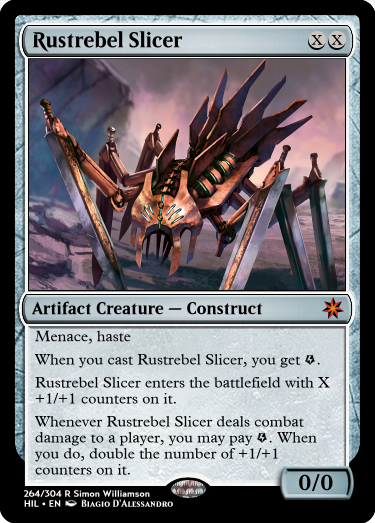 Rustrebel Slicer X X
Artifact Creature — Construct
Menace, haste
When you cast Rustrebel Slicer, you get.
Rustrebel Slicer enters the battlefield with X
+1/+1 counters on it.
Whenever Rustrebel Slicer deals combat
damage to a player, you may pay. When
you do, double the number of +1/+1
counters on it.
264/304 R Simon Williamson
HIL • EN Biagio D'Alessandro
0/0